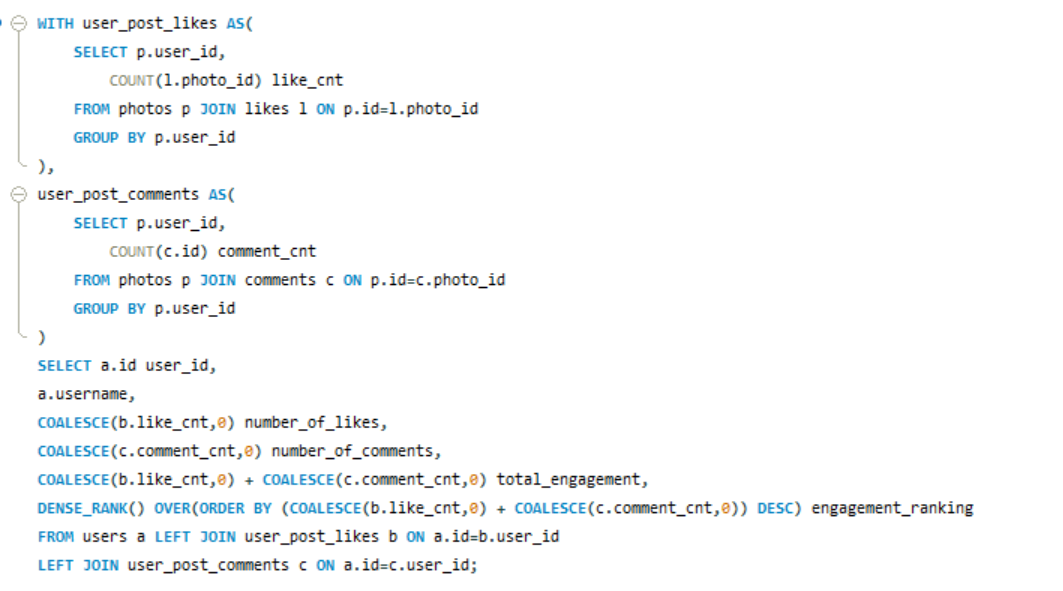 WITH user_post_likes AS(
SELECT p.user_id,
COUNT(l.photo_id) like_cnt
FROM photos p JOIN likes l ON p.id=l.photo_id
GROUP BY p.user_id
),
user_post_comments AS(
SELECT p.user_id,
COUNT(c.id) comment_cnt
FROM photos p JOIN comments c ON p.id=c.photo_id
GROUP BY p.user_id
)
SELECT a.id user_id,
a.username,
COALESCE(b.like_cnt,0) number_of_likes,
COALESCE(c.comment_cnt,0) number_of_comments,
COALESCE(b.like_cnt,0) + COALESCE(c.comment_cnt,0) total_engagement,
DENSE_RANK() OVER(ORDER BY (COALESCE(b.like_cnt,0) + COALESCE(c.comment_cnt,0)) DESC) engagement_ranking
FROM users a LEFT JOIN user_post_likes b ON a.id=b.user_id
LEFT JOIN user_post_comments c ON a.id=c.user_id;